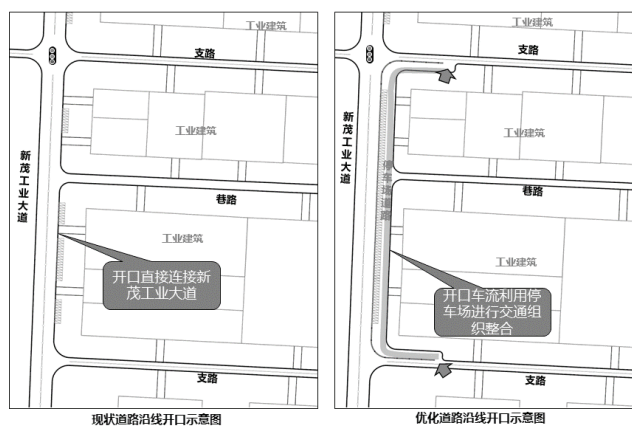 工业建筑
支路
工业建筑
新茂工业大道
巷路
工业建筑
开口直接连接新
茂工业大道
支路
现状道路沿线开口示意图
工业建筑
支路
工业建筑
新茂工业大道
停车场道路
巷路
工业建筑
开口车流利用停
车场进行交通组
织整合
支路
优化道路沿线开口示意图